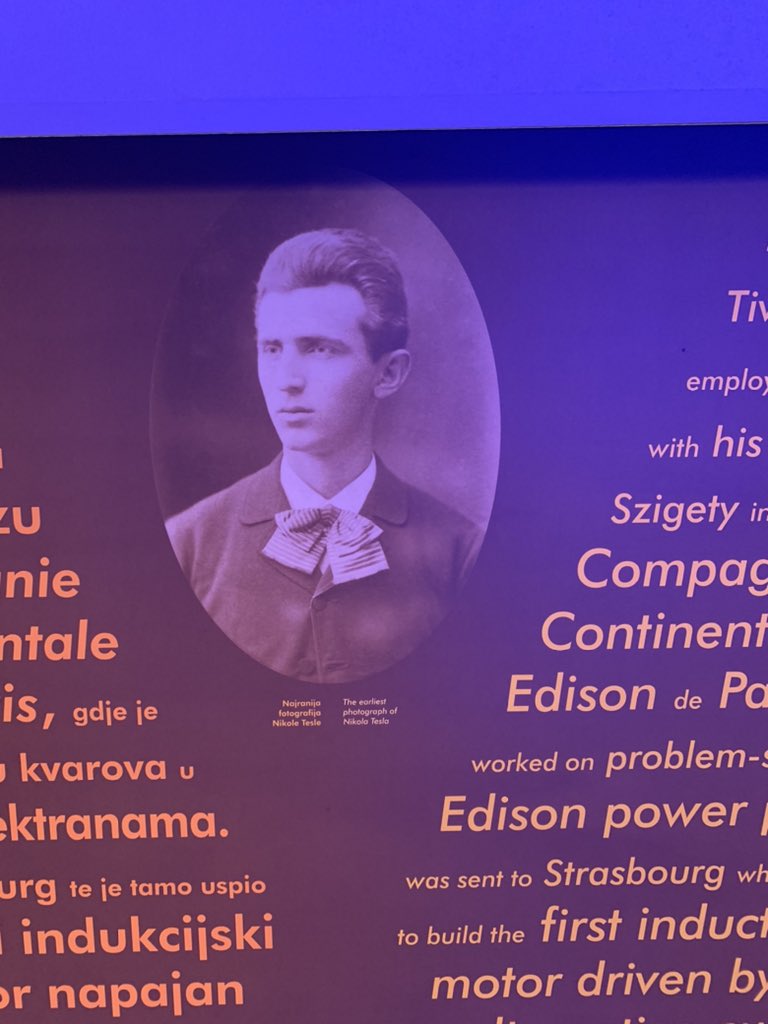 zu
nie
ntale
is, gdje je
kvarova u
ektranama.
urg te je tamo uspio
indukcijski
or napajan
Najranija
fotografija
Nikole Tesle
The earliest
photograph of
Nikola Tesla
Tiv
employ
with his
Szigety in
Compag
Continent
Edison de Pa
worked on problem-s
Edison power p
was sent to Strasbourg wh
to build the first induct
motor driven by